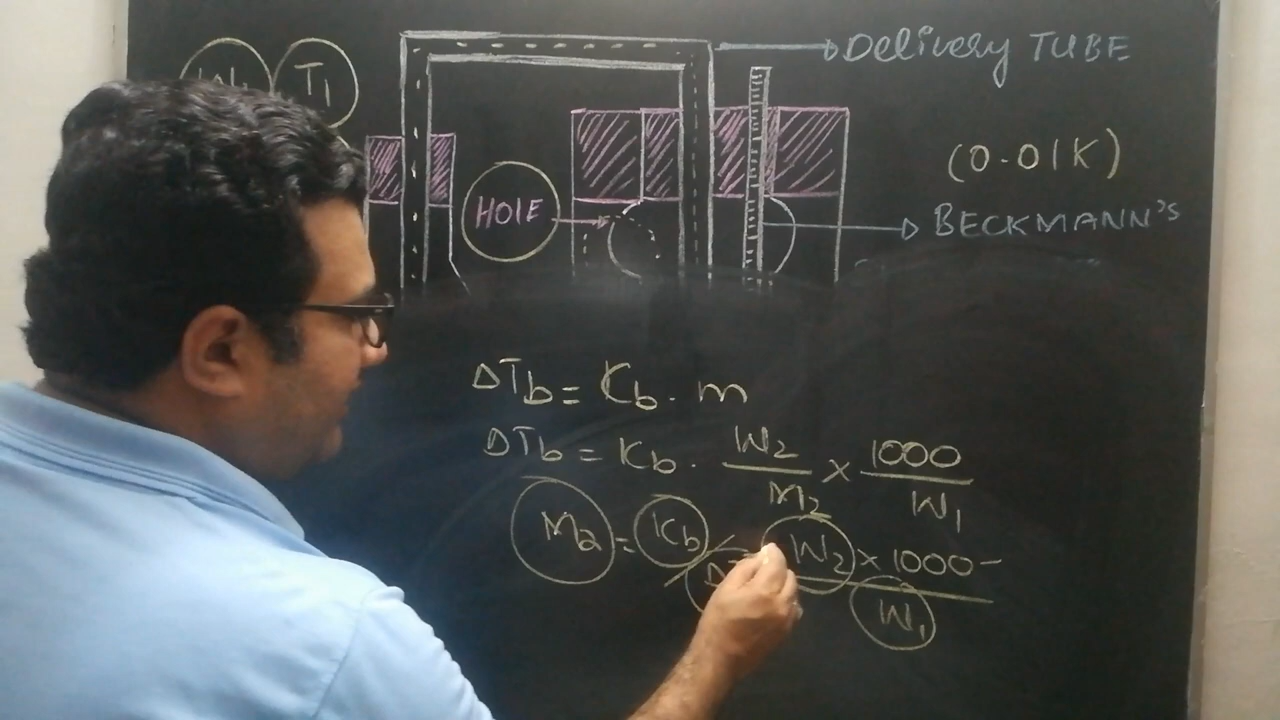 W1 T1
Delivery TUBE
(0.01K)
HOlE
BECKMANN's
ΔTb = Kb. m
ΔTb = Kb. W2/M2 × 1000/W1
M2 = Kb W2 × 1000
W1